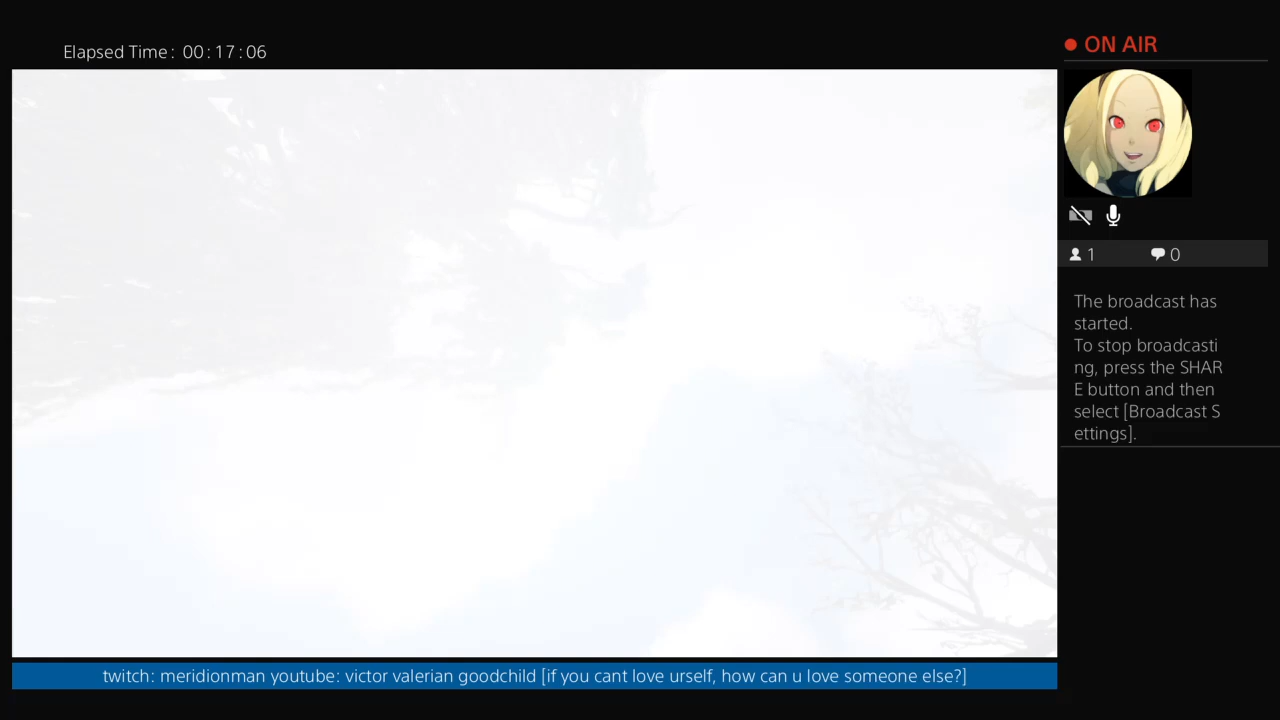 Elapsed Time: 00:17:06
ON AIR
1 0
The broadcast has
started.
To stop broadcasti
ng, press the SHAR
E button and then
select [Broadcast S
ettings].
twitch: meridionman youtube: victor valerian goodchild [if you cant love urself, how can u love someone else?]